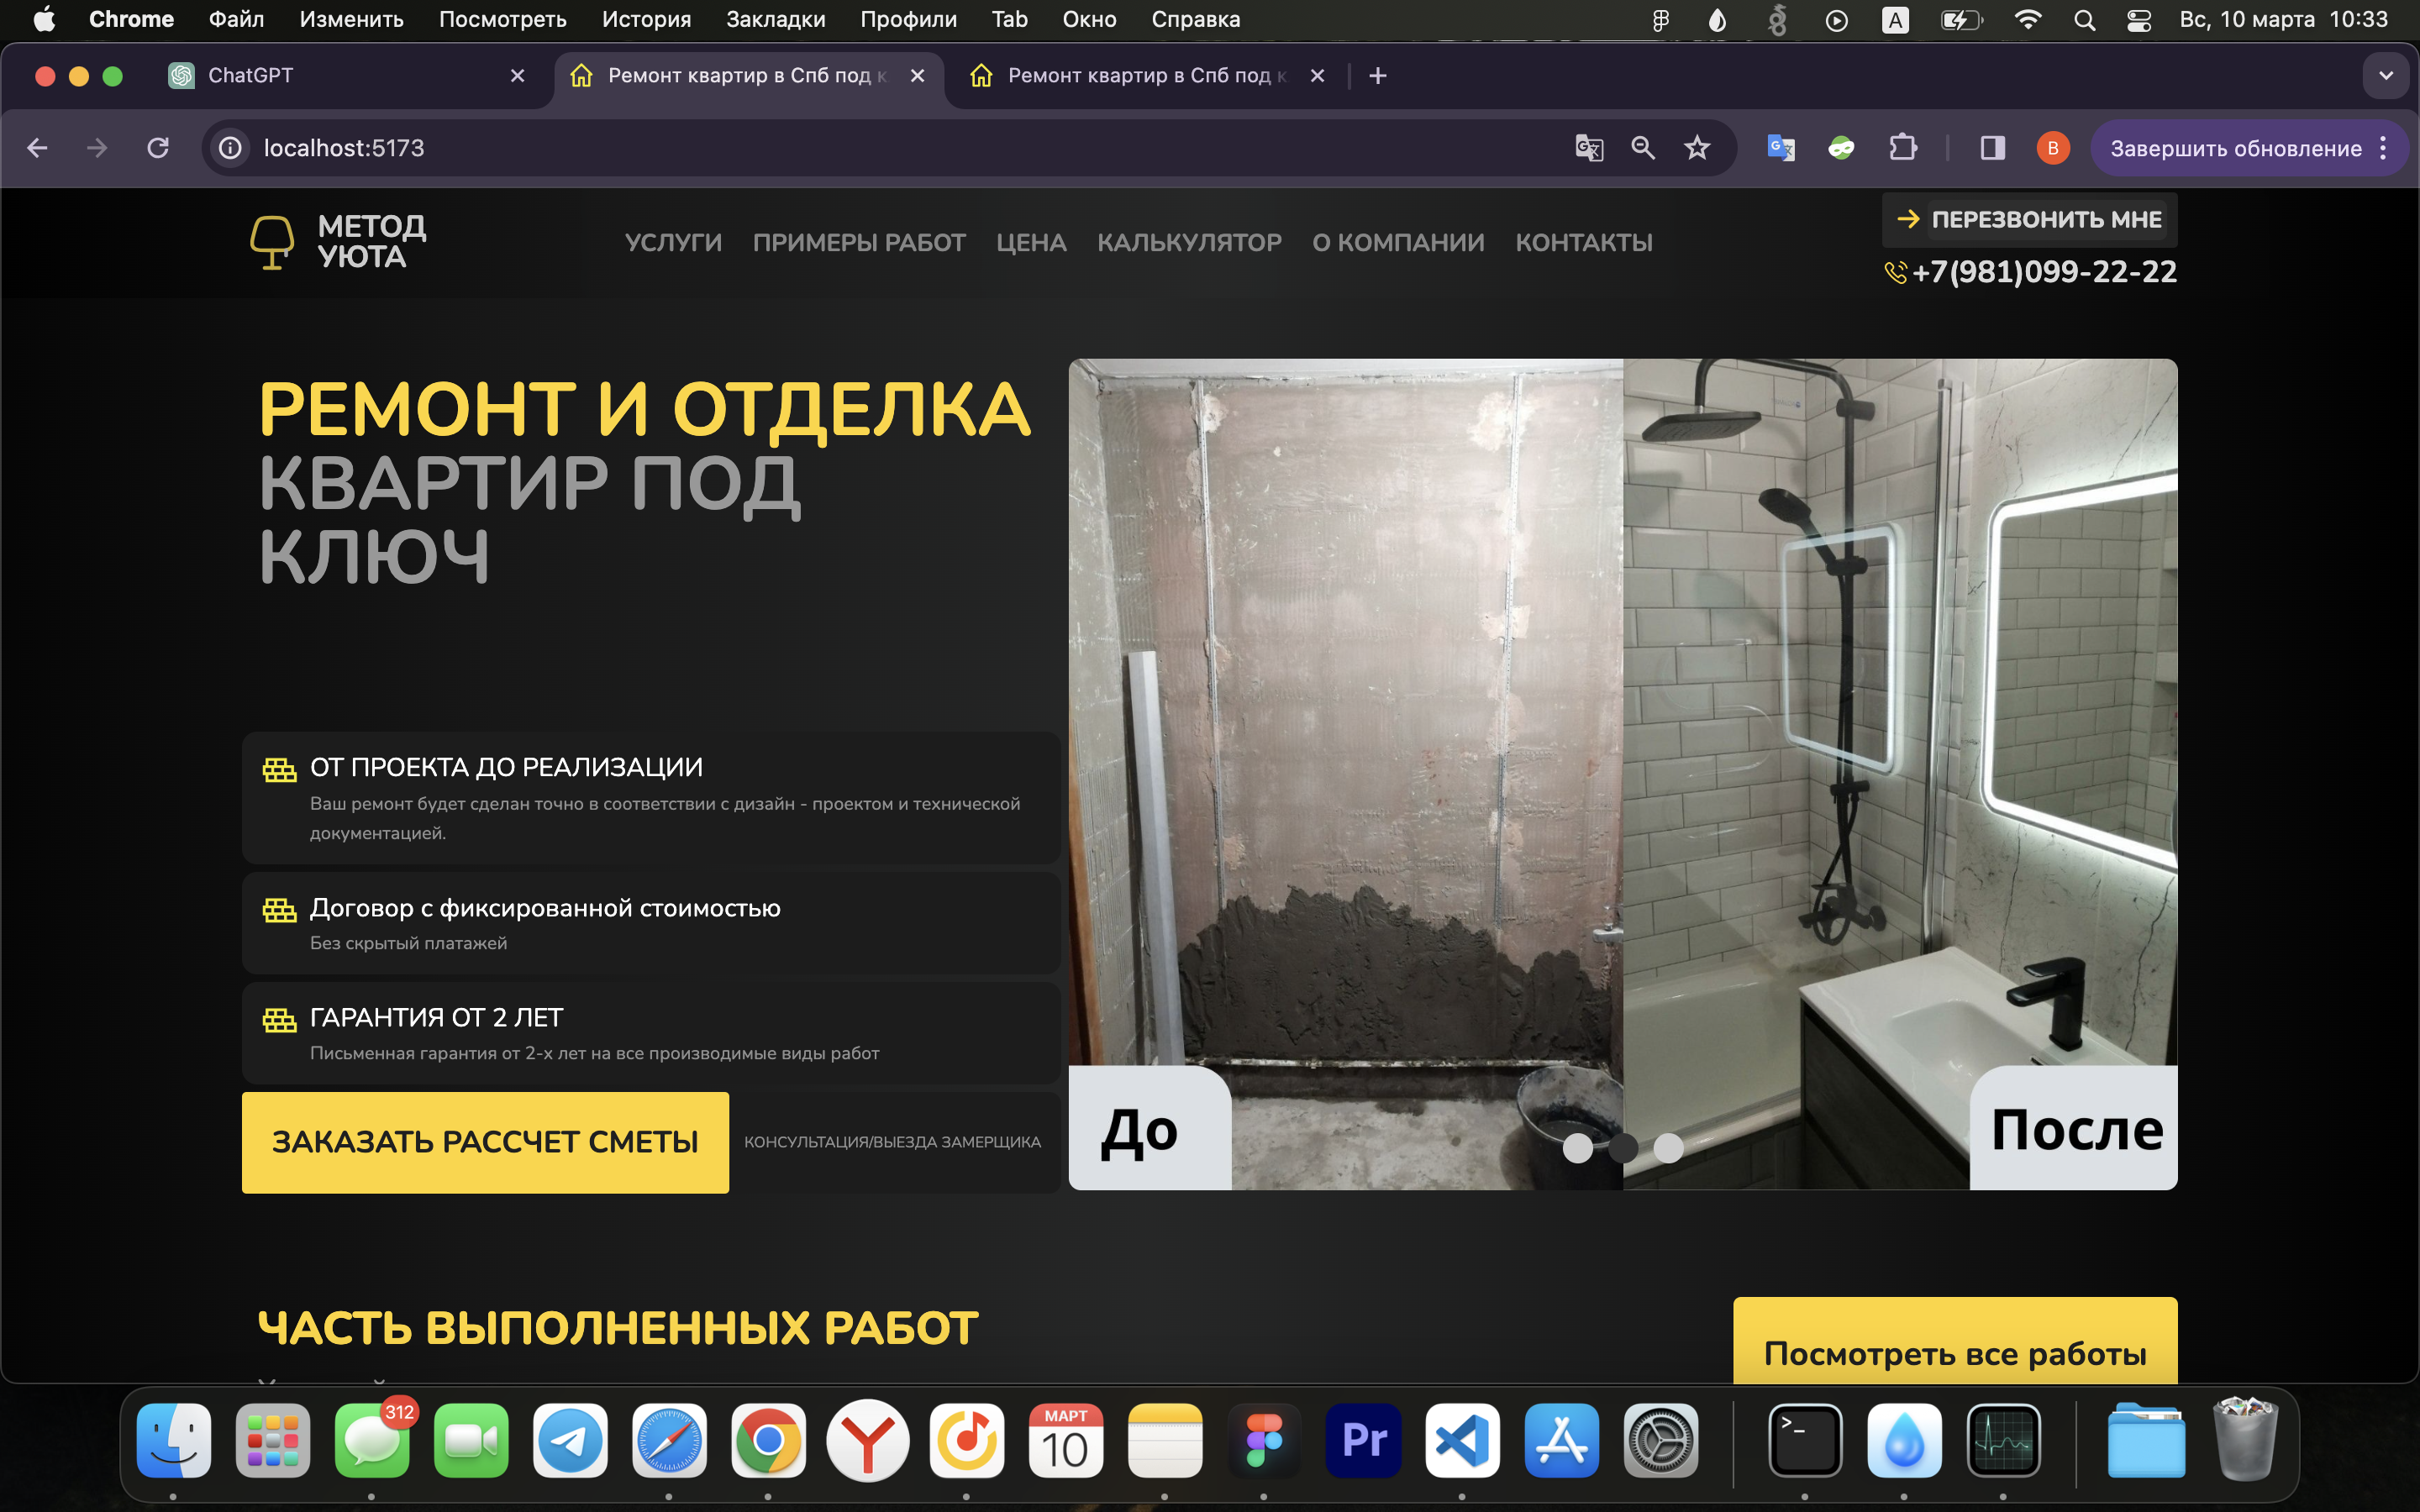 Chrome Файл Изменить Посмотреть История Закладки Профили Tab Окно Справка A Вс, 10 марта 10:33
ChatGPT Ремонт квартир в Спб под к Ремонт квартир в Спб под к
localhost:5173 B Завершить обновление
МЕТОД
УЮТА
УСЛУГИ ПРИМЕРЫ РАБОТ ЦЕНА КАЛЬКУЛЯТОР О КОМПАНИИ КОНТАКТЫ
ПЕРЕЗВОНИТЬ МНЕ
+7(981)099-22-22
РЕМОНТ И ОТДЕЛКА
КВАРТИР ПОД
КЛЮЧ
ОТ ПРОЕКТА ДО РЕАЛИЗАЦИИ
Ваш ремонт будет сделан точно в соответствии с дизайн - проектом и технической
документацией.
Договор с фиксированной стоимостью
Без скрытый платажей
ГАРАНТИЯ ОТ 2 ЛЕТ
Письменная гарантия от 2-х лет на все производимые виды работ
ЗАКАЗАТЬ РАССЧЕТ СМЕТЫ
КОНСУЛЬТАЦИЯ/ВЫЕЗДА ЗАМЕРЩИКА
До
После
ЧАСТЬ ВЫПОЛНЕННЫХ РАБОТ
Посмотреть все работы
312
МАРТ
10
Pr